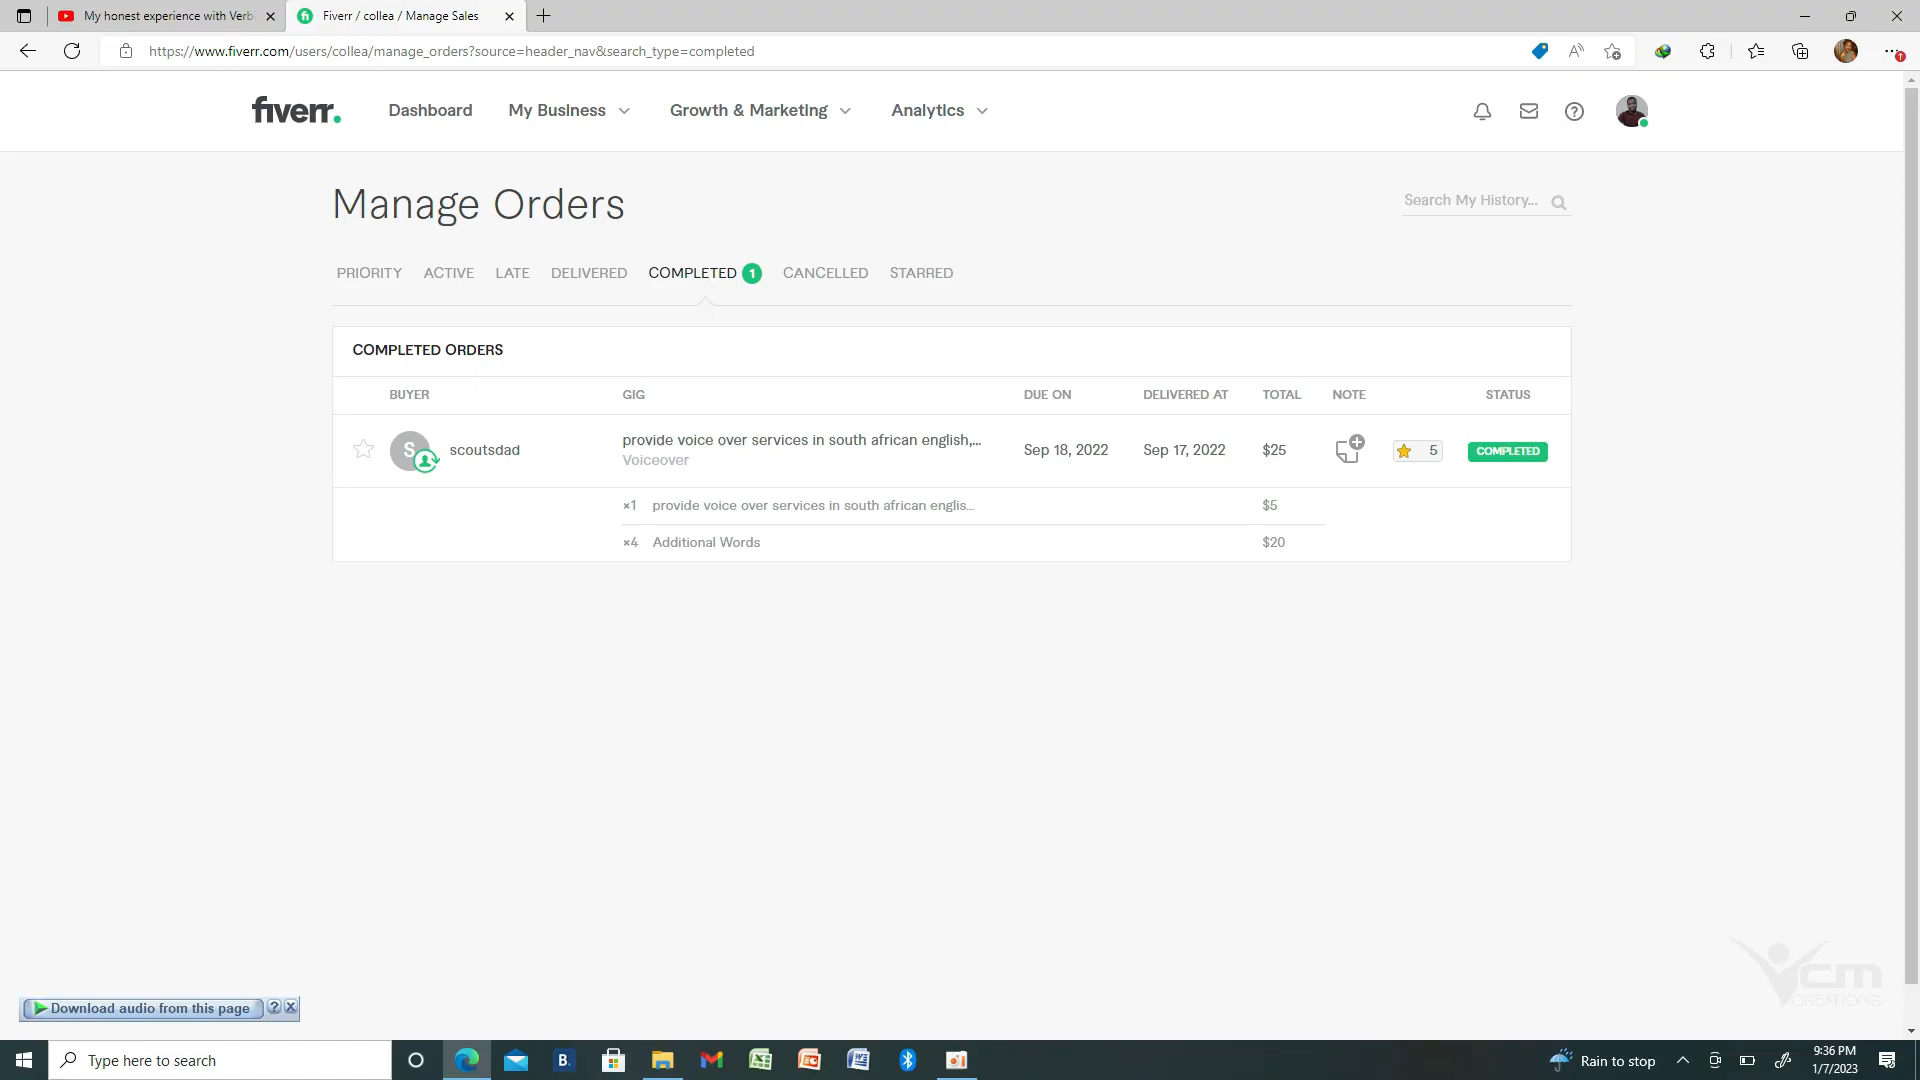 My honest experience with Verb
Fiverr / collea / Manage Sales
https://www.fiverr.com/users/collea/manage_orders?source=header_nav&search_type=completed
fiverr.
Dashboard
My Business
Growth & Marketing
Analytics
Manage Orders
Search My History...
PRIORITY
ACTIVE
LATE
DELIVERED
COMPLETED 1
CANCELLED
STARRED
COMPLETED ORDERS
BUYER GIG DUE ON DELIVERED AT TOTAL NOTE STATUS
S scoutsdad provide voice over services in south african english,... Sep 18, 2022 Sep 17, 2022 $25 5 COMPLETED
Voiceover
×1 provide voice over services in south african englis... $5
×4 Additional Words $20
cm
CREATIONS
Download audio from this page
Type here to search
B.
Rain to stop
9:36 PM
1/7/2023